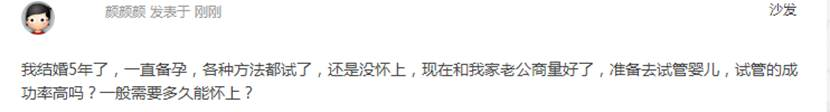 颜颜颜 发表于 刚刚 沙发
我结婚5年了，一直备孕，各种方法都试了，还是没怀上，现在和我家老公商量好了，准备去试管婴儿，试管的成
功率高吗？一般需要多久能怀上？